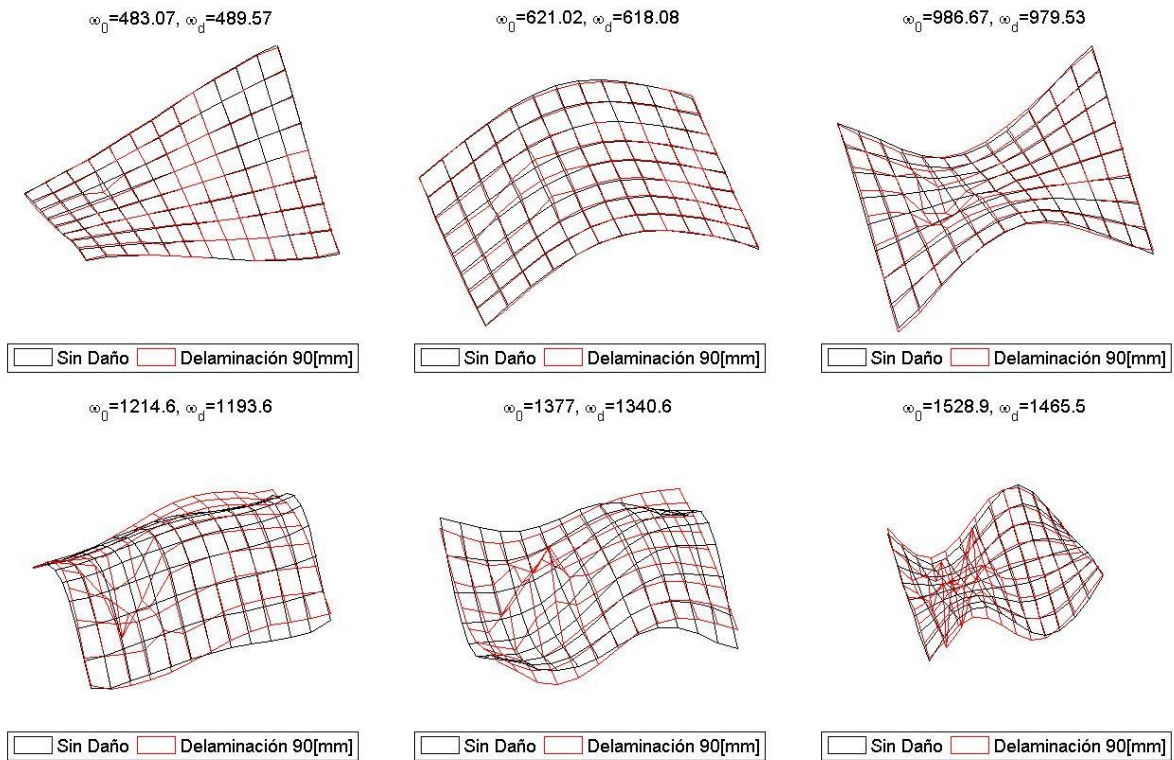 ω0=483.07, ωd=489.57
ω0=621.02, ωd=618.08
ω0=986.67, ωd=979.53
Sin Daño Delaminación 90[mm]
Sin Daño Delaminación 90[mm]
Sin Daño Delaminación 90[mm]
ω0=1214.6, ωd=1193.6
ω0=1377, ωd=1340.6
ω0=1528.9, ωd=1465.5
Sin Daño Delaminación 90[mm]
Sin Daño Delaminación 90[mm]
Sin Daño Delaminación 90[mm]